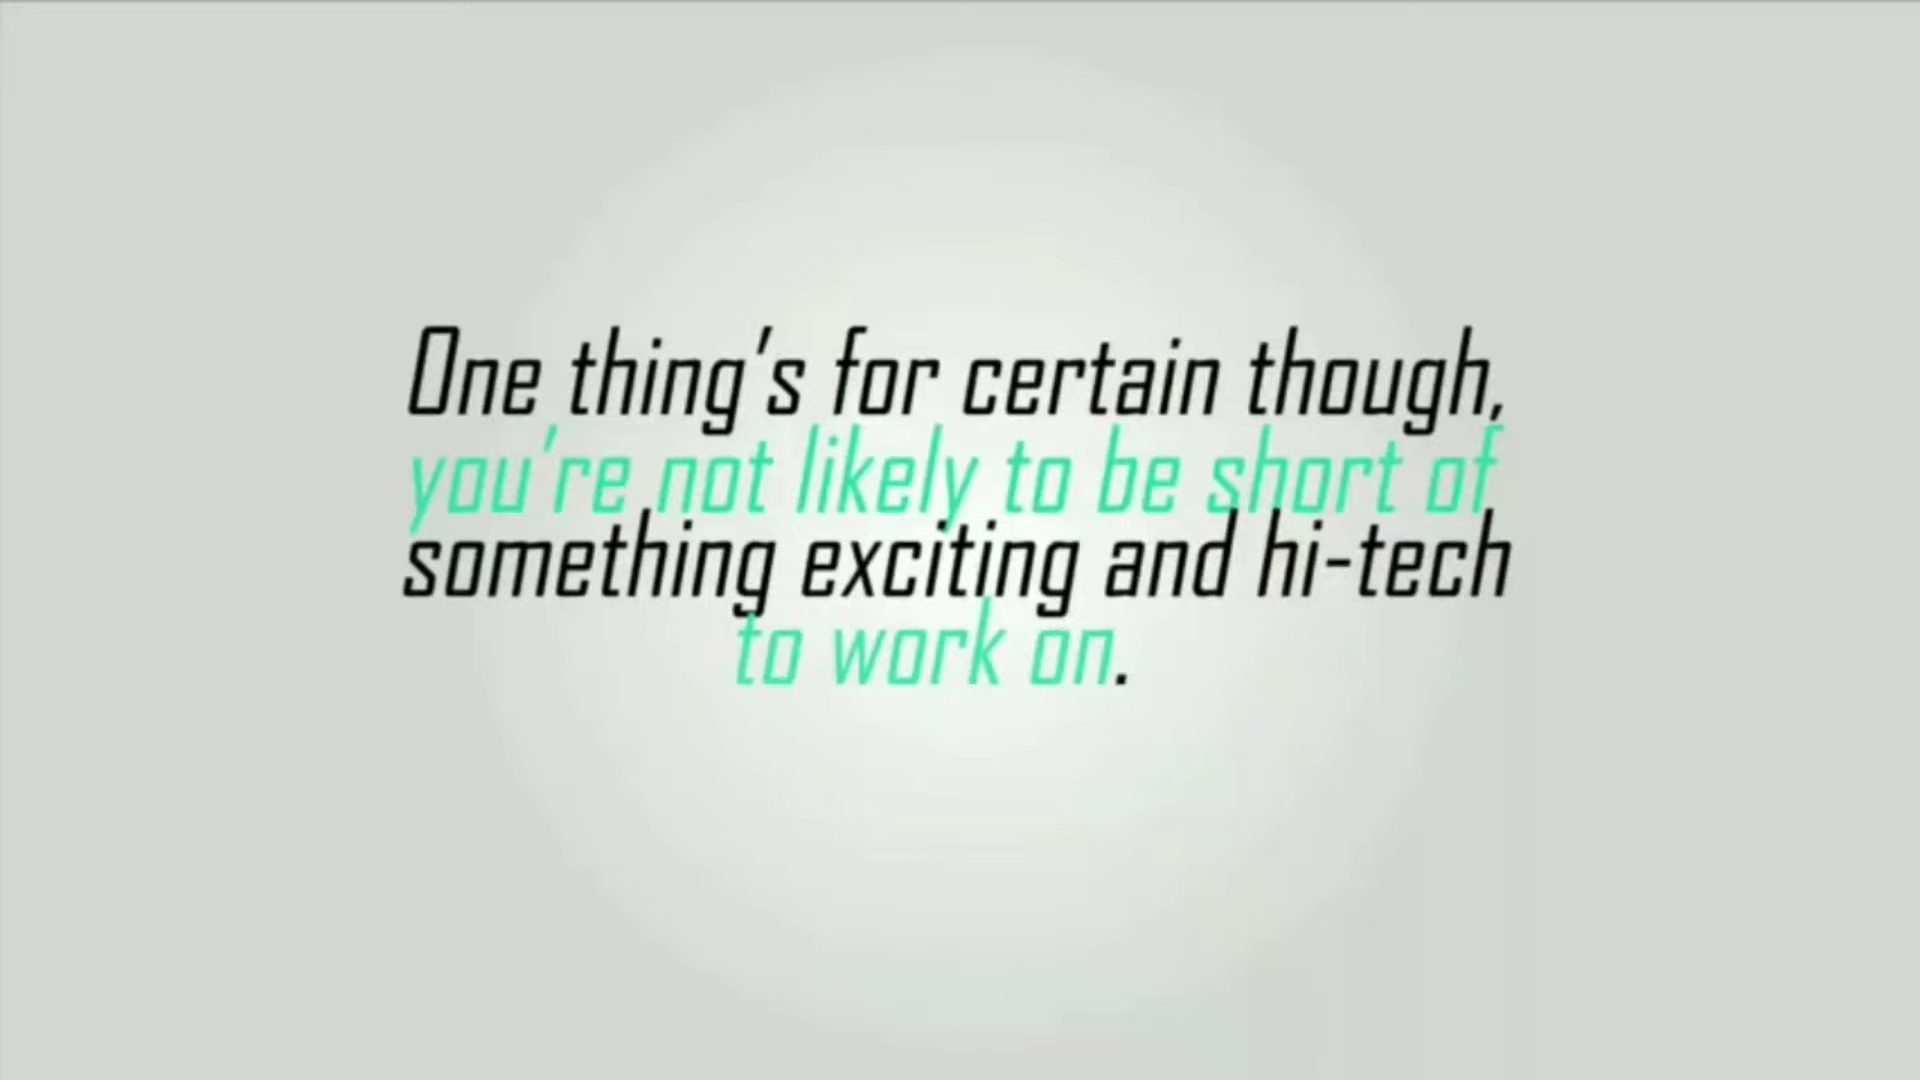 One thing's for certain though,
you're not likely to be short of
something exciting and hi-tech
to work on.